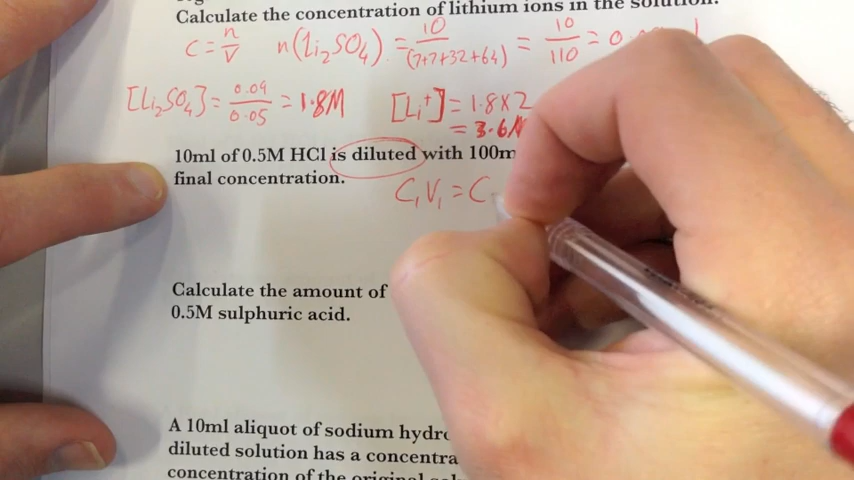 Calculate the concentration of lithium ions in the solution.
C = n/V n(Li₂SO₄) = 10/(7+7+32+64) = 10/110 = 0.
[Li₂SO₄] = 0.09/0.05 = 1.8M [Li⁺] = 1.8 x 2
= 3.6M
10ml of 0.5M HCl is diluted with 100m
final concentration.
C₁V₁ = C
Calculate the amount of
0.5M sulphuric acid.
A 10ml aliquot of sodium hydro
diluted solution has a concentra
concentration of the original